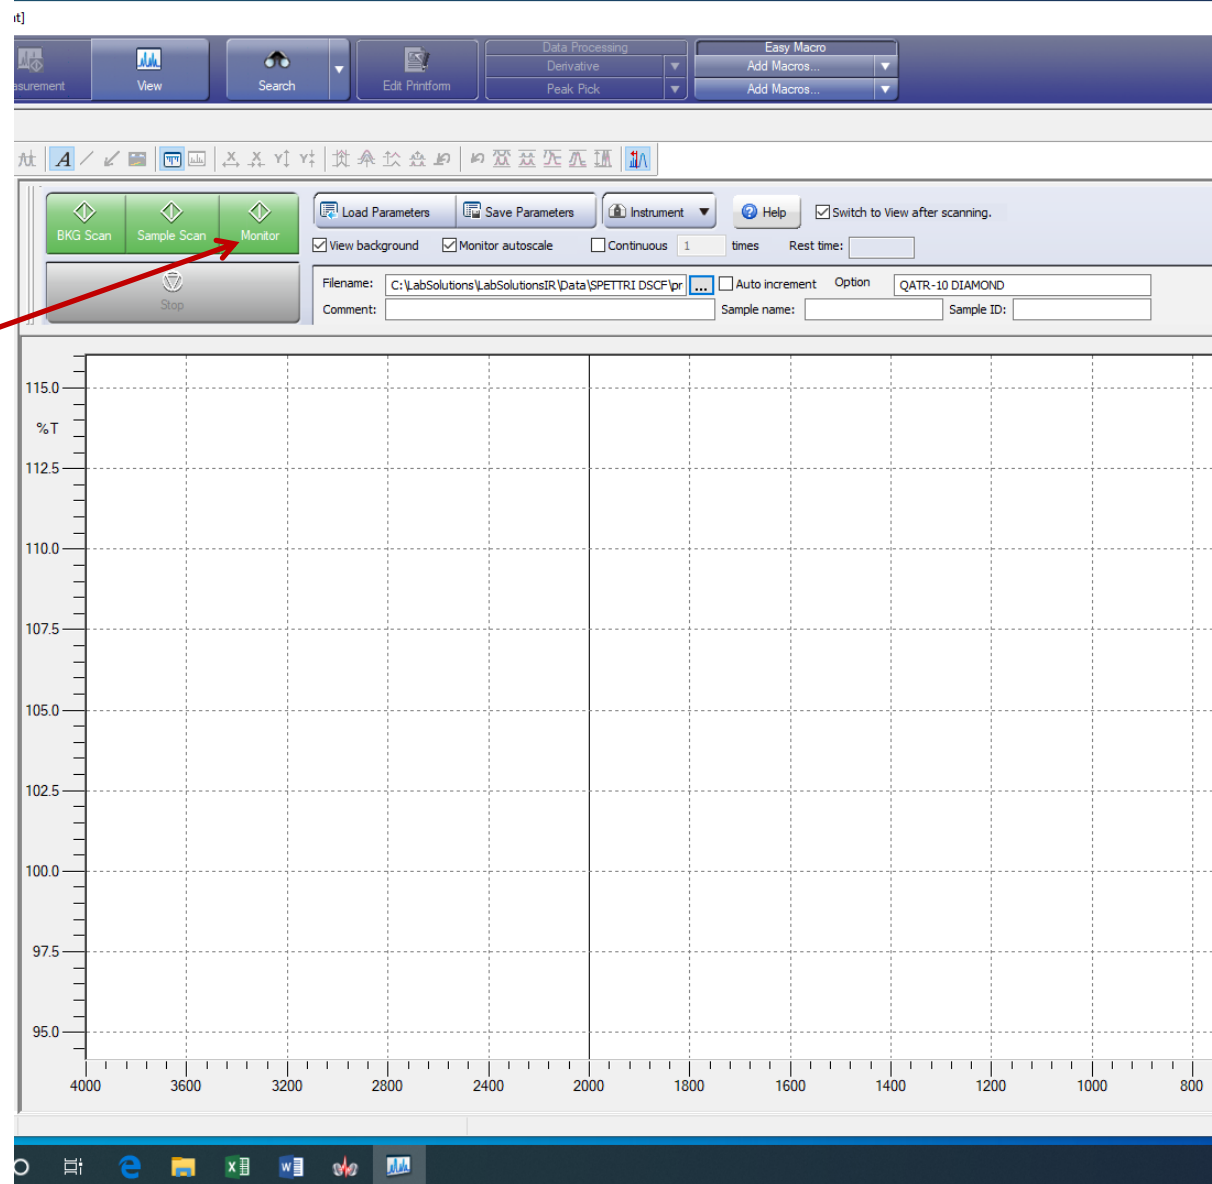 nt]
asurement View Search Edit Printform
Data Processing
Derivative
Peak Pick
Easy Macro
Add Macros...
Add Macros...
A
BKG Scan Sample Scan Monitor
Load Parameters Save Parameters Instrument Help Switch to View after scanning.
View background Monitor autoscale Continuous 1 times Rest time:
Stop
Filename: C:\LabSolutions\LabSolutionsIR\Data\SPETTRI DSCF\pr ... Auto increment Option QATR-10 DIAMOND
Comment: Sample name: Sample ID:
115.0
%T
112.5
110.0
107.5
105.0
102.5
100.0
97.5
95.0
4000 3600 3200 2800 2400 2000 1800 1600 1400 1200 1000 800